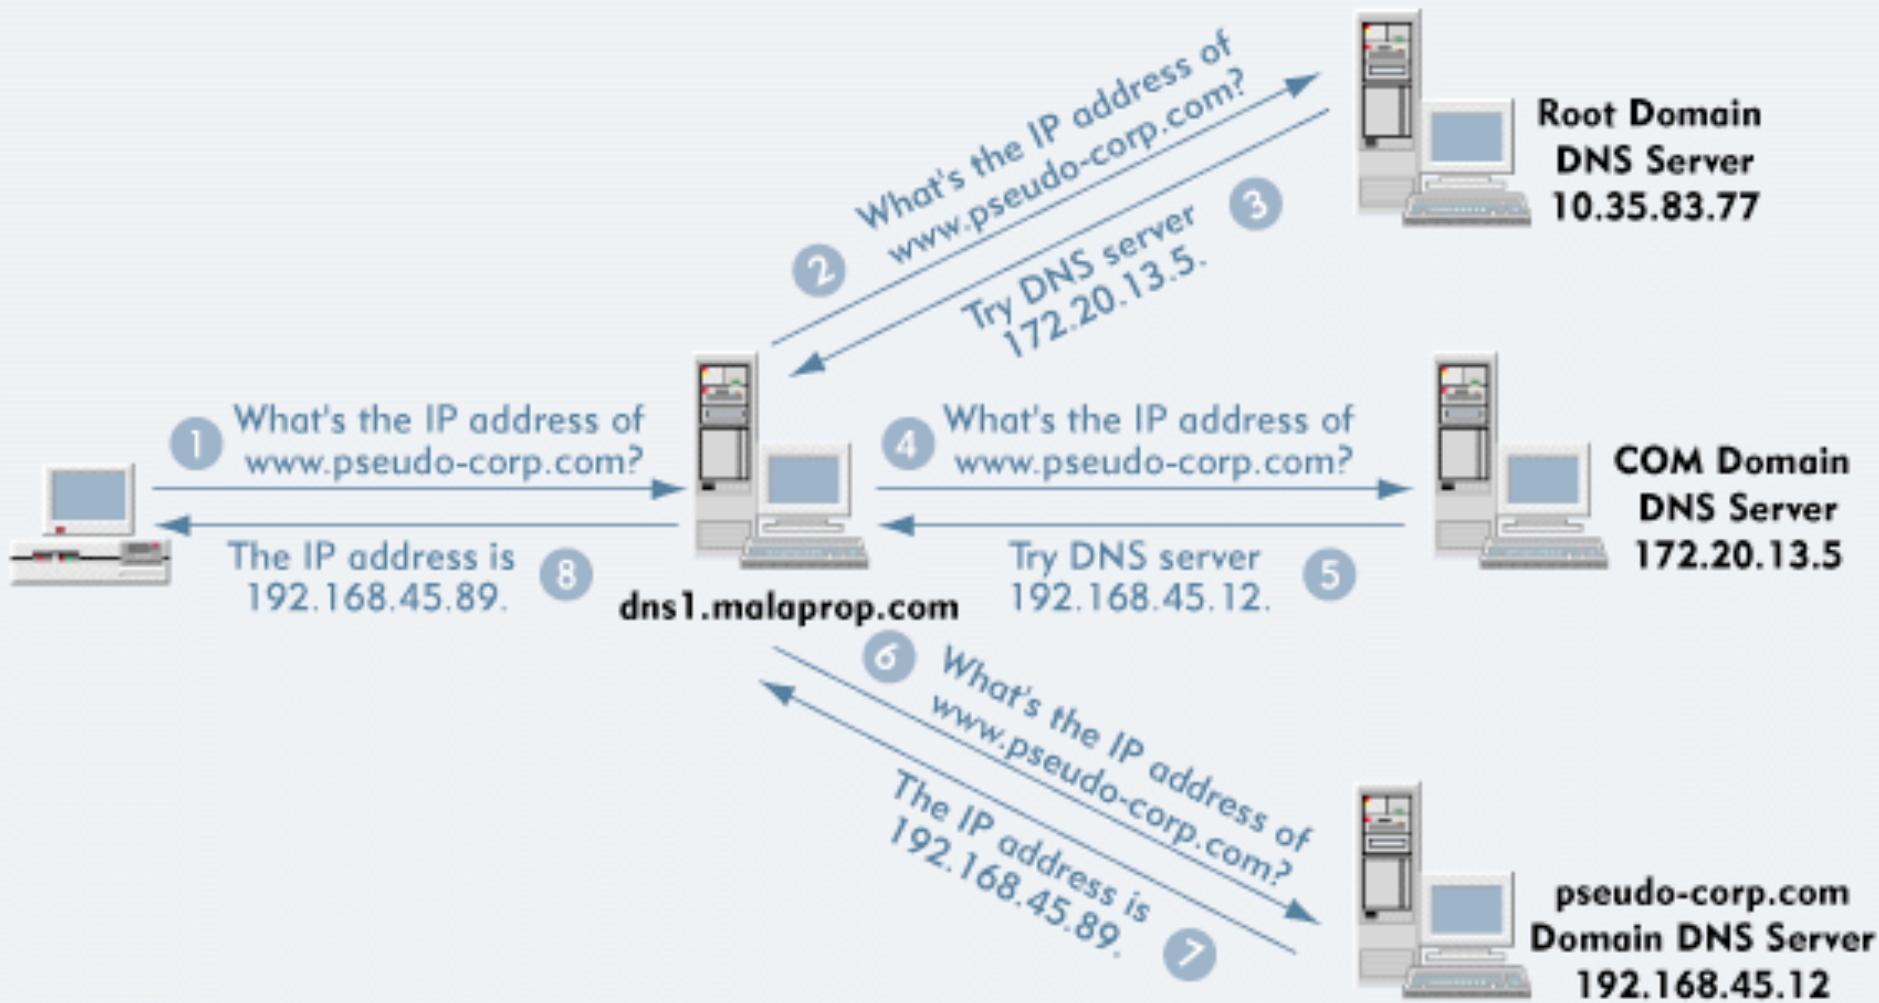 What's the IP address of
www.pseudo-corp.com?
2
Try DNS server
172.20.13.5.
3
Root Domain
DNS Server
10.35.83.77
1
What's the IP address of
www.pseudo-corp.com?
The IP address is
192.168.45.89.
8
dns1.malaprop.com
4
What's the IP address of
www.pseudo-corp.com?
Try DNS server
192.168.45.12.
5
COM Domain
DNS Server
172.20.13.5
6
What's the IP address of
www.pseudo-corp.com?
The IP address is
192.168.45.89.
7
pseudo-corp.com
Domain DNS Server
192.168.45.12